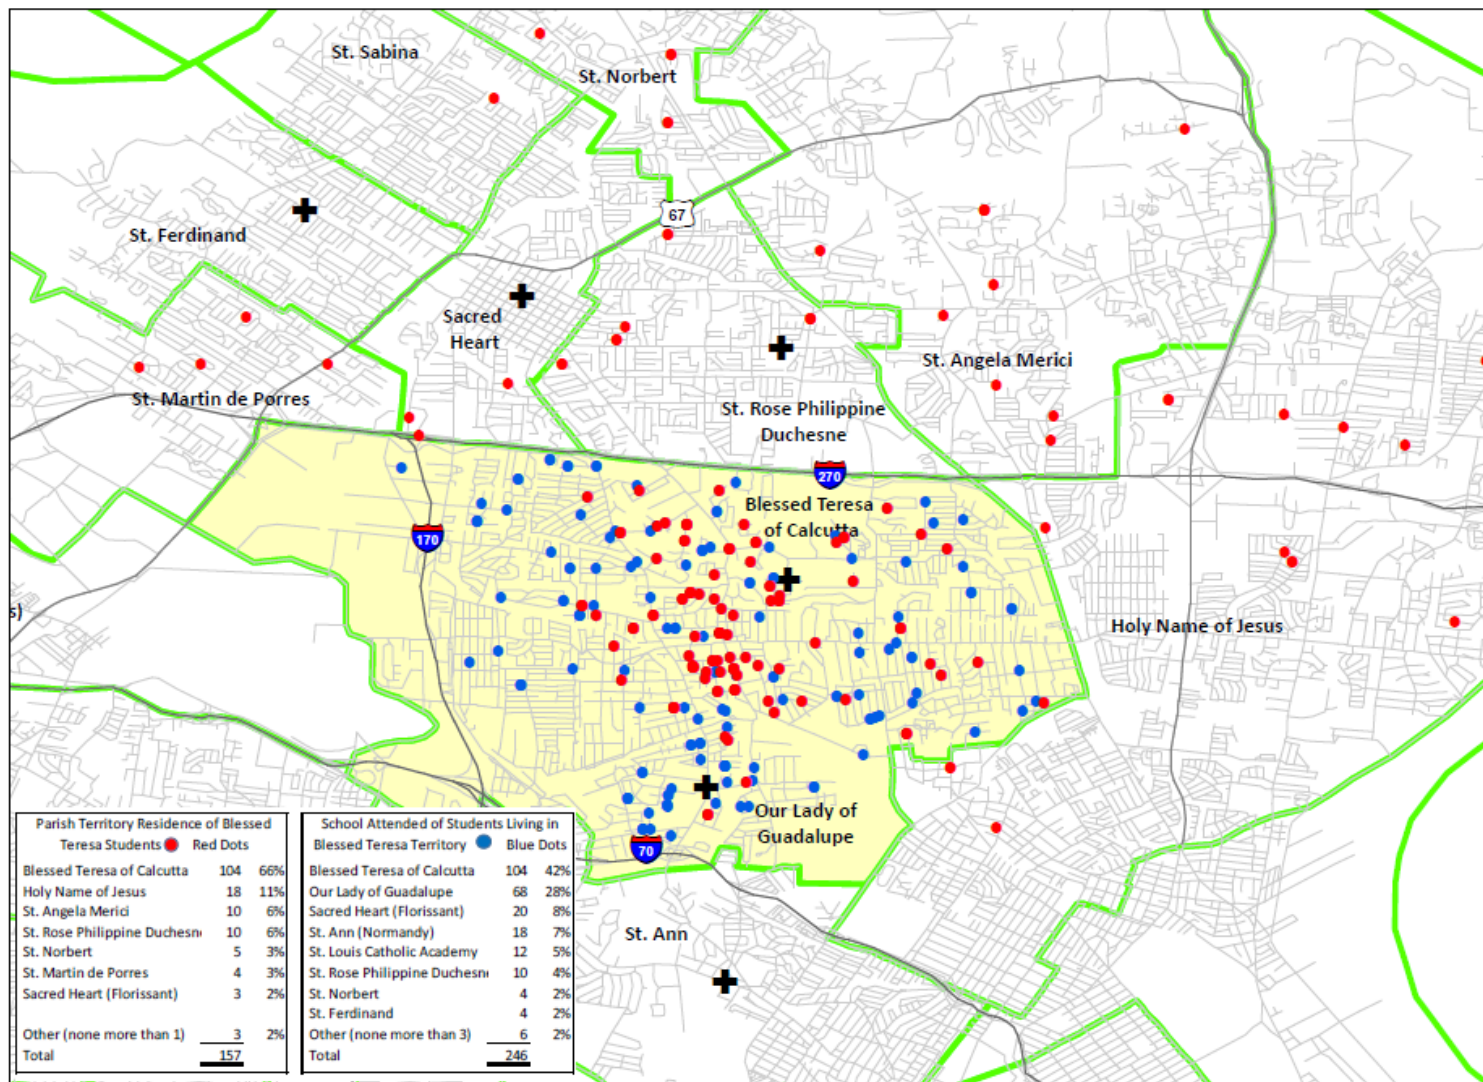 St. Sabina
St. Norbert
67
St. Ferdinand
Sacred
Heart
St. Angela Merici
St. Martin de Porres
St. Rose Philippine
Duchesne
270
Blessed Teresa
of Calcutta
170
s)
Holy Name of Jesus
Our Lady of
Guadalupe
70
St. Ann
Parish Territory Residence of Blessed
Teresa Students Red Dots
Blessed Teresa of Calcutta 104 66%
Holy Name of Jesus 18 11%
St. Angela Merici 10 6%
St. Rose Philippine Duchesn 10 6%
St. Norbert 5 3%
St. Martin de Porres 4 3%
Sacred Heart (Florissant) 3 2%
Other (none more than 1) 3 2%
Total 157
School Attended of Students Living in
Blessed Teresa Territory Blue Dots
Blessed Teresa of Calcutta 104 42%
Our Lady of Guadalupe 68 28%
Sacred Heart (Florissant) 20 8%
St. Ann (Normandy) 18 7%
St. Louis Catholic Academy 12 5%
St. Rose Philippine Duchesn 10 4%
St. Norbert 4 2%
St. Ferdinand 4 2%
Other (none more than 3) 6 2%
Total 246